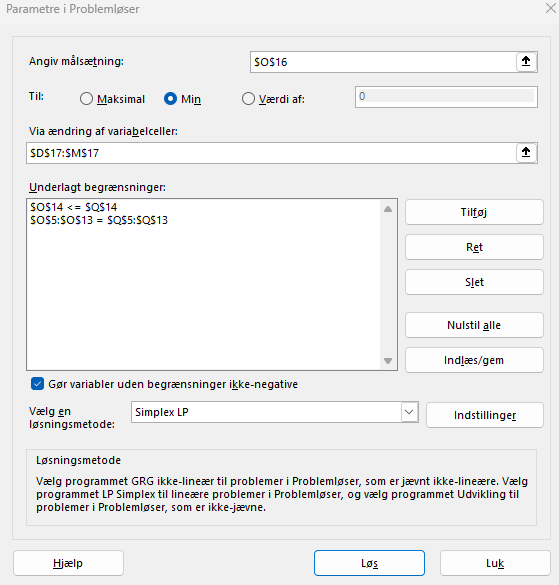 Parametre i Problemløser
Angiv målsætning:
$O$16
Til:
Maksimal
Min
Værdi af:
0
Via ændring af variabelceller:
$D$17:$M$17
Underlagt begrænsninger:
$O$14 <= $Q$14
$O$5:$O$13 = $Q$5:$Q$13
Tilføj
Ret
Slet
Nulstil alle
Indlæs/gem
Gør variabler uden begrænsninger ikke-negative
Vælg en
løsningsmetode:
Simplex LP
Indstillinger
Løsningsmetode
Vælg programmet GRG ikke-lineær til problemer i Problemløser, som er jævnt ikke-lineære. Vælg
programmet LP Simplex til lineære problemer i Problemløser, og vælg programmet Udvikling til
problemer i Problemløser, som er ikke-jævne.
Hjælp
Løs
Luk